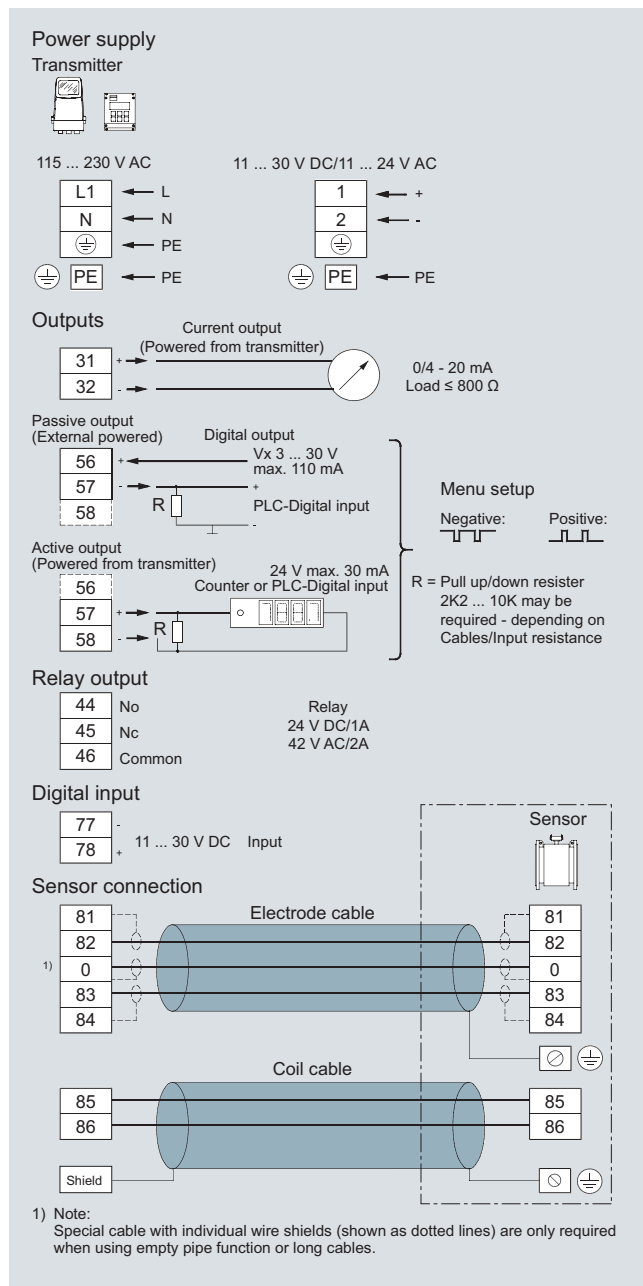 Power supply
Transmitter
115 ... 230 V AC
L1 L
N N
PE
PE PE
11 ... 30 V DC/11 ... 24 V AC
1 +
2 -
PE PE
Outputs
Current output
(Powered from transmitter)
31 +
32 -
0/4 - 20 mA
Load ≤ 800 Ω
Passive output
(External powered)
Digital output
56 + Vx 3 ... 30 V
max. 110 mA
57 - +
58 R PLC-Digital input
-
Active output
(Powered from transmitter)
24 V max. 30 mA
Counter or PLC-Digital input
56
57 +
58 - R
Menu setup
Negative: Positive:
R = Pull up/down resister
2K2 ... 10K may be
required - depending on
Cables/Input resistance
Relay output
44 No
45 Nc
46 Common
Relay
24 V DC/1A
42 V AC/2A
Digital input
77 -
78 + 11 ... 30 V DC Input
Sensor
Sensor connection
Electrode cable
81 81
82 82
1) 0 0
83 83
84 84
Coil cable
85 85
86 86
Shield
1) Note:
Special cable with individual wire shields (shown as dotted lines) are only required
when using empty pipe function or long cables.